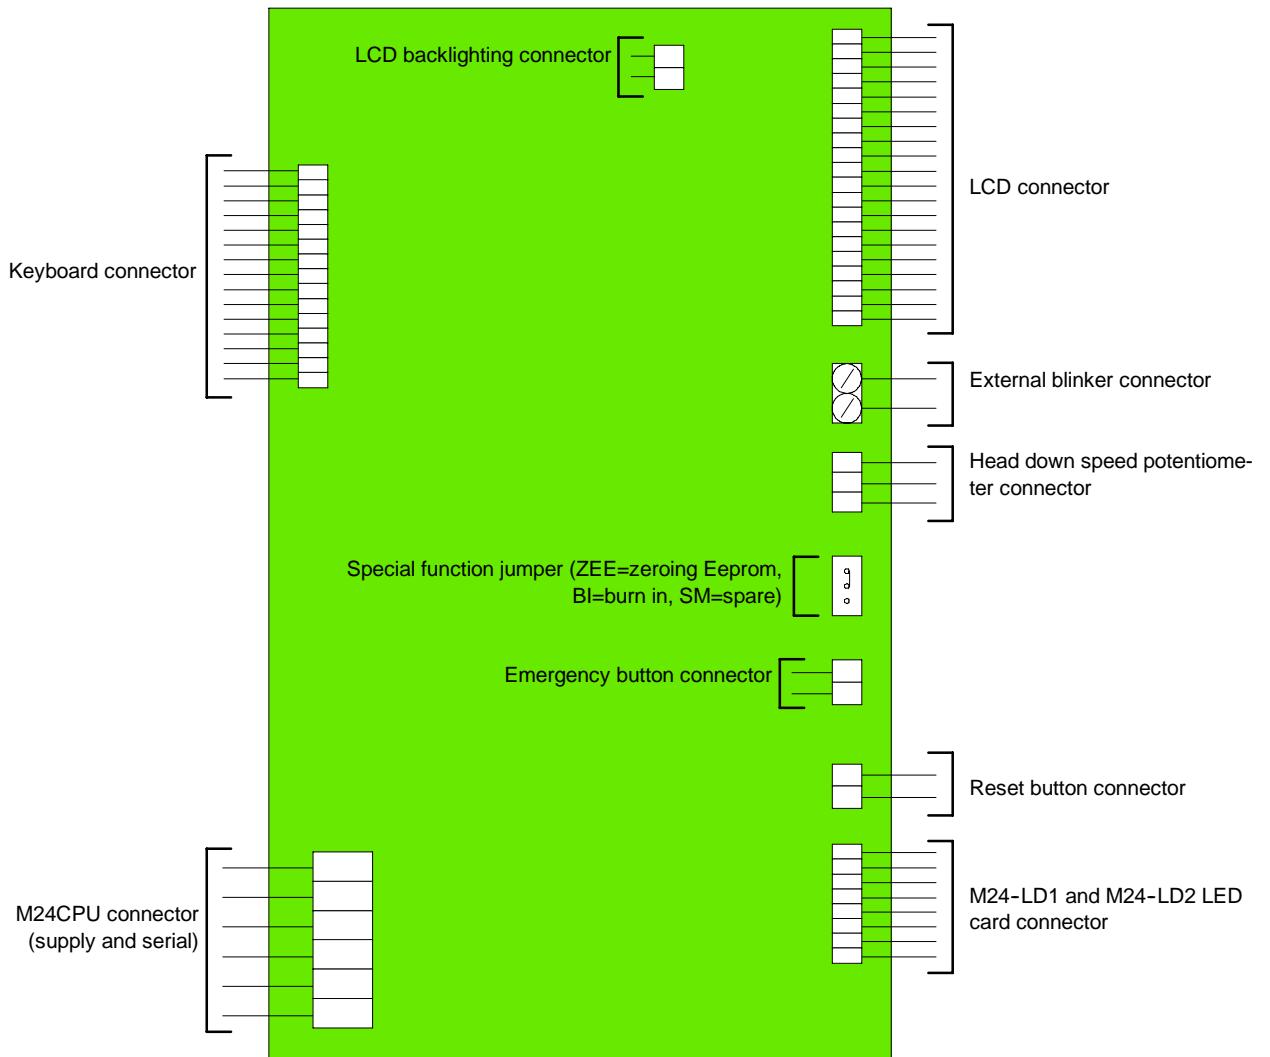 LCD backlighting connector
LCD connector
Keyboard connector
External blinker connector
Head down speed potentiome-
ter connector
Special function jumper (ZEE=zeroing Eeprom,
BI=burn in, SM=spare)
Emergency button connector
Reset button connector
M24-LD1 and M24-LD2 LED
card connector
M24CPU connector
(supply and serial)